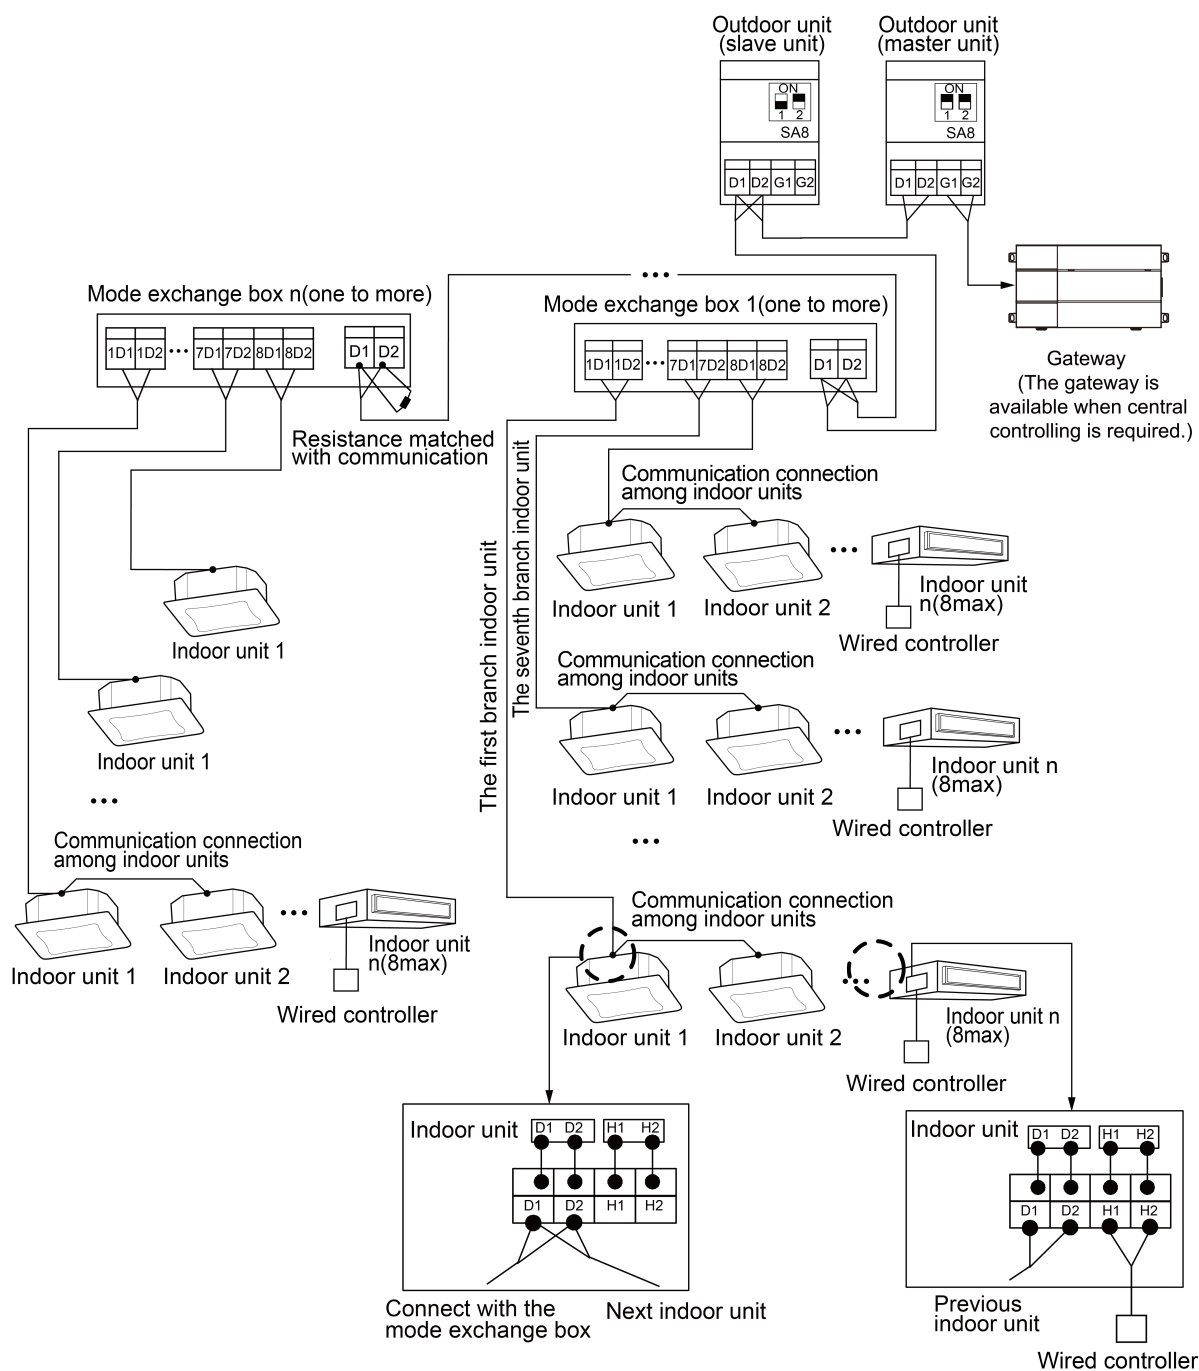 Outdoor unit
(slave unit)
Outdoor unit
(master unit)
ON
1 2
SA8
D1 D2 G1 G2
ON
1 2
SA8
D1 D2 G1 G2
Gateway
(The gateway is
available when central
controlling is required.)
•••
Mode exchange box n(one to more)
1D1 1D2 ••• 7D1 7D2 8D1 8D2 D1 D2
Resistance matched
with communication
Mode exchange box 1(one to more)
1D1 1D2 ••• 7D1 7D2 8D1 8D2 D1 D2
The first branch indoor unit
The seventh branch indoor unit
Indoor unit 1
Indoor unit 1
•••
Communication connection
among indoor units
•••
Indoor unit 1
Indoor unit 2
Indoor unit
n(8max)
Wired controller
Communication connection
among indoor units
•••
Indoor unit 1
Indoor unit 2
Indoor unit
n(8max)
Wired controller
Communication connection
among indoor units
•••
Indoor unit 1
Indoor unit 2
Indoor unit n
(8max)
Wired controller
•••
Communication connection
among indoor units
•••
Indoor unit 1
Indoor unit 2
Indoor unit n
(8max)
Wired controller
Indoor unit
D1 D2 H1 H2
D1 D2 H1 H2
Connect with the
mode exchange box
Next indoor unit
Indoor unit
D1 D2 H1 H2
D1 D2 H1 H2
Previous
indoor unit
Wired controller